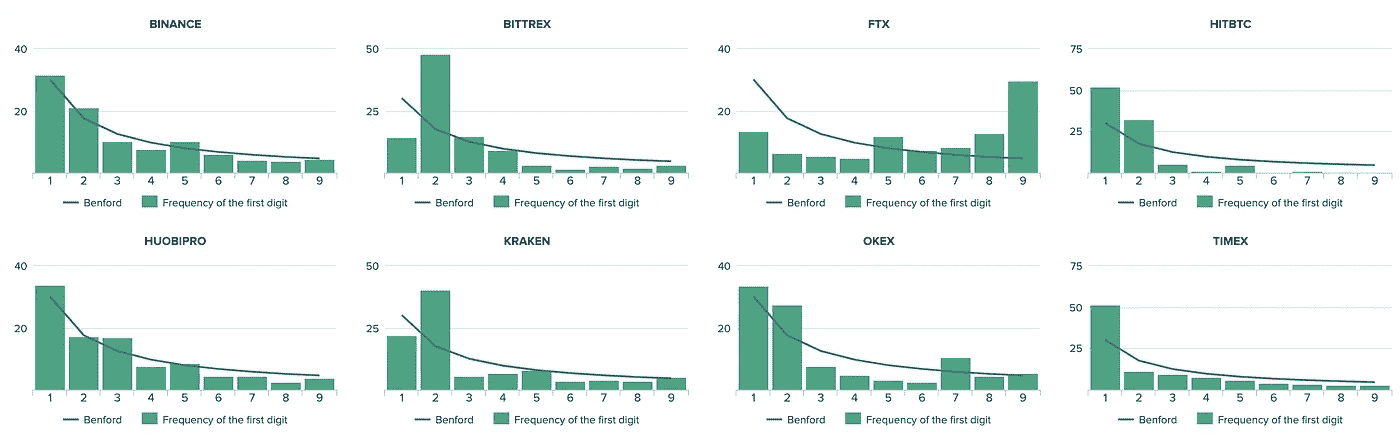 BINANCE
40
20
1 2 3 4 5 6 7 8 9
Benford Frequency of the first digit
BITTREX
50
25
1 2 3 4 5 6 7 8 9
Benford Frequency of the first digit
FTX
40
20
1 2 3 4 5 6 7 8 9
Benford Frequency of the first digit
HITBTC
75
50
25
1 2 3 4 5 6 7 8 9
Benford Frequency of the first digit
HUOBIPRO
40
20
1 2 3 4 5 6 7 8 9
Benford Frequency of the first digit
KRAKEN
50
25
1 2 3 4 5 6 7 8 9
Benford Frequency of the first digit
OKEX
40
20
1 2 3 4 5 6 7 8 9
Benford Frequency of the first digit
TIMEX
75
50
25
1 2 3 4 5 6 7 8 9
Benford Frequency of the first digit